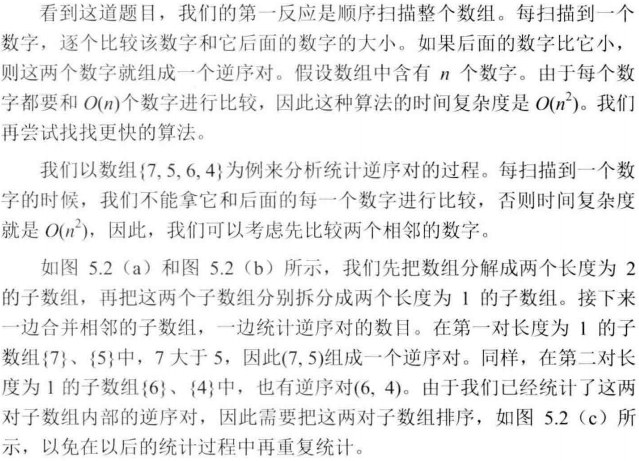 看到这道题目，我们的第一反应是顺序扫描整个数组。每扫描到一个
数字，逐个比较该数字和它后面的数字的大小。如果后面的数字比它小，
则这两个数字就组成一个逆序对。假设数组中含有 n 个数字。由于每个数
字都要和 O(n)个数字进行比较，因此这种算法的时间复杂度是 O(n²)。我们
再尝试找找更快的算法。
我们以数组{7, 5, 6, 4}为例来分析统计逆序对的过程。每扫描到一个数
字的时候，我们不能拿它和后面的每一个数字进行比较，否则时间复杂度
就是 O(n²)，因此，我们可以考虑先比较两个相邻的数字。
如图 5.2（a）和图 5.2（b）所示，我们先把数组分解成两个长度为 2
的子数组，再把这两个子数组分别拆分成两个长度为 1 的子数组。接下来
一边合并相邻的子数组，一边统计逆序对的数目。在第一对长度为 1 的子
数组{7}、{5}中，7 大于 5，因此(7, 5)组成一个逆序对。同样，在第二对长
度为 1 的子数组{6}、{4}中，也有逆序对(6, 4)。由于我们已经统计了这两
对子数组内部的逆序对，因此需要把这两对子数组排序，如图 5.2（c）所
示，以免在以后的统计过程中再重复统计。